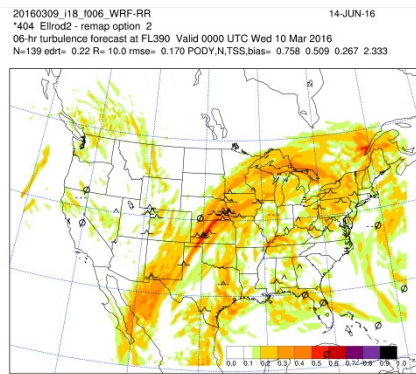 20160309_i18_f006_WRF-RR 14-JUN-16
*404 Ellrod2 - remap option 2
06-hr turbulence forecast at FL390 Valid 0000 UTC Wed 10 Mar 2016
N=139 edrt= 0.22 R= 10.0 rmse= 0.170 PODY,N,TSS,bias= 0.758 0.509 0.267 2.333
0.0 0.1 0.2 0.3 0.4 0.5 0.6 0.7 0.8 0.9 1.0